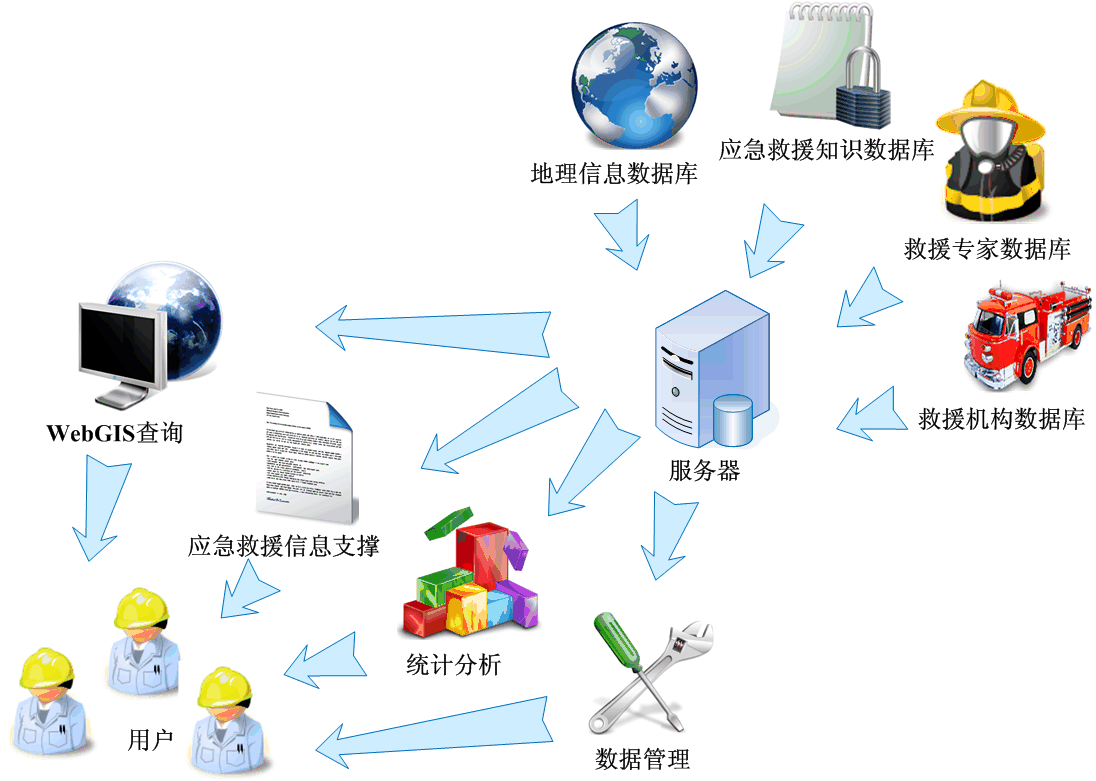 地理信息数据库
应急救援知识数据库
救援专家数据库
救援机构数据库
服务器
WebGIS查询
应急救援信息支撑
统计分析
数据管理
用户